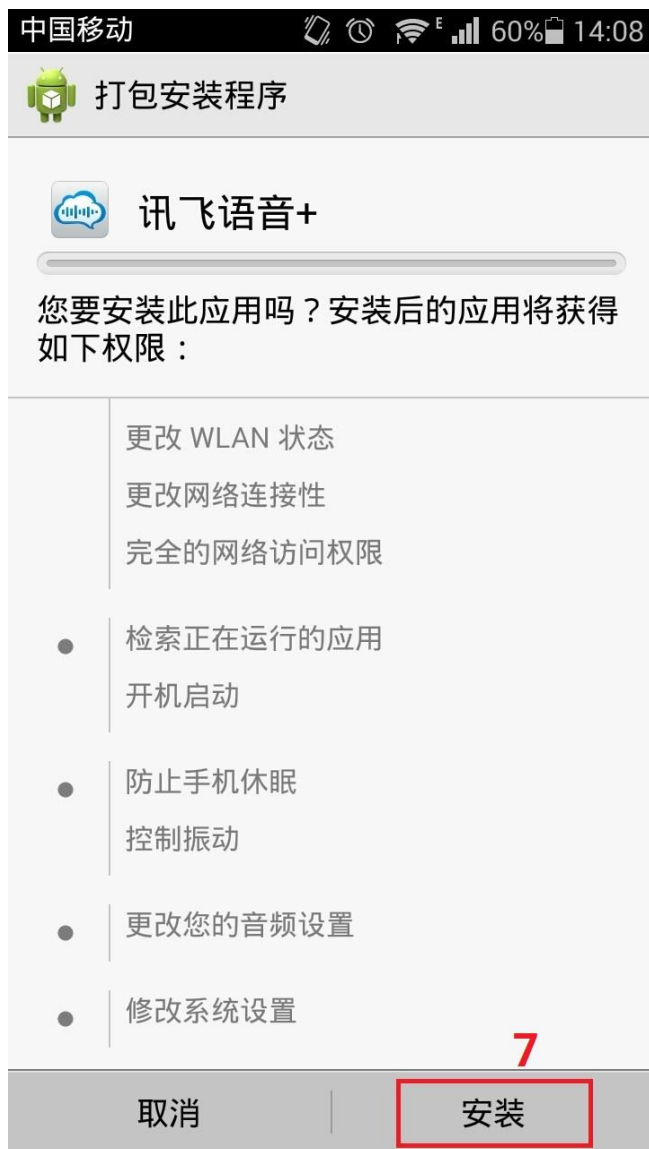 中国移动 E 60% 14:08
打包安装程序
讯飞语音+
您要安装此应用吗？安装后的应用将获得
如下权限：
更改 WLAN 状态
更改网络连接性
完全的网络访问权限
检索正在运行的应用
开机启动
防止手机休眠
控制振动
更改您的音频设置
修改系统设置
7
取消 安装